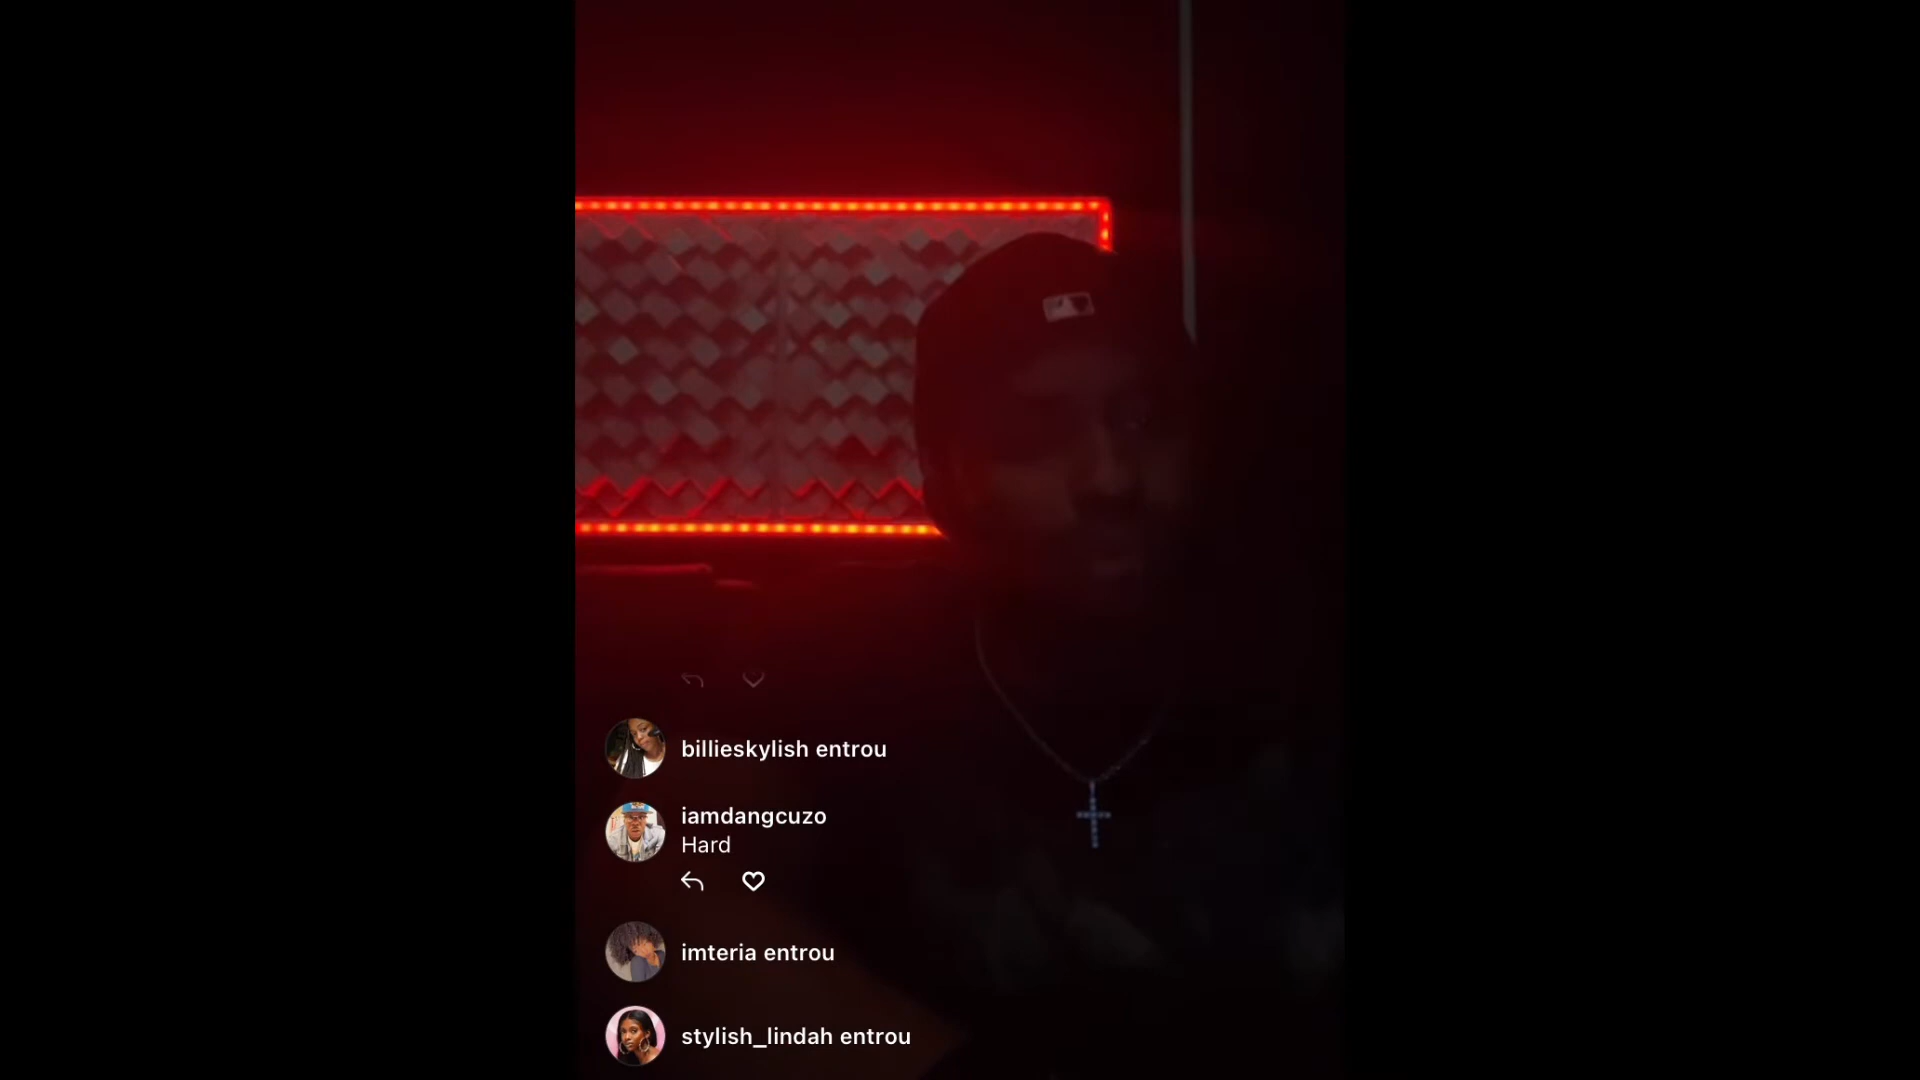 billieskylish entrou
iamdangcuzo
Hard
imteria entrou
stylish_lindah entrou